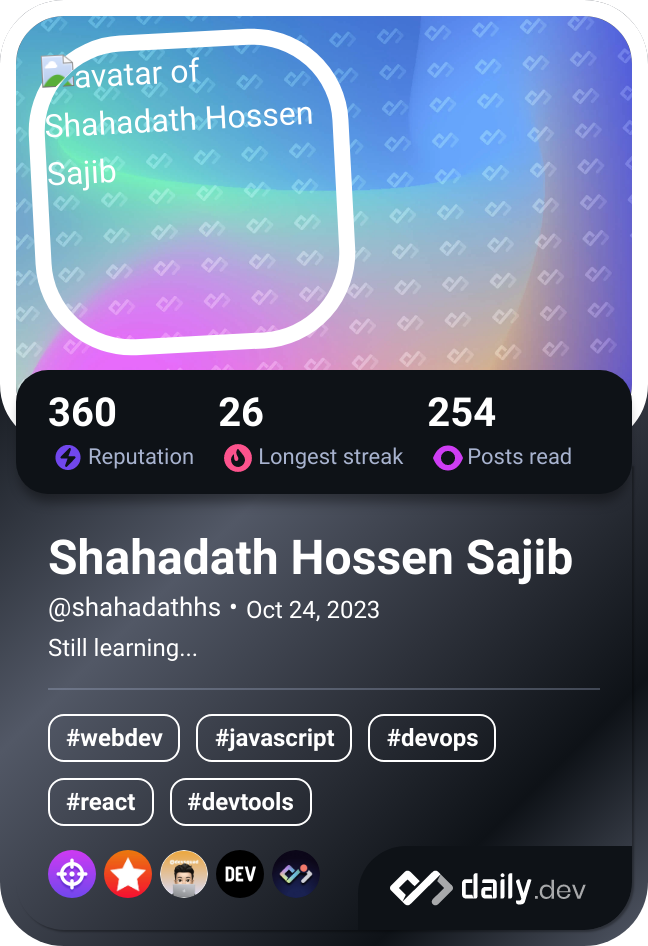 avatar of
Shahadath Hossen
Sajib
360 26 254
Reputation Longest streak Posts read
Shahadath Hossen Sajib
@shahadathhs • Oct 24, 2023
Still learning...
#webdev #javascript #devops
#react #devtools
DEV
daily.dev